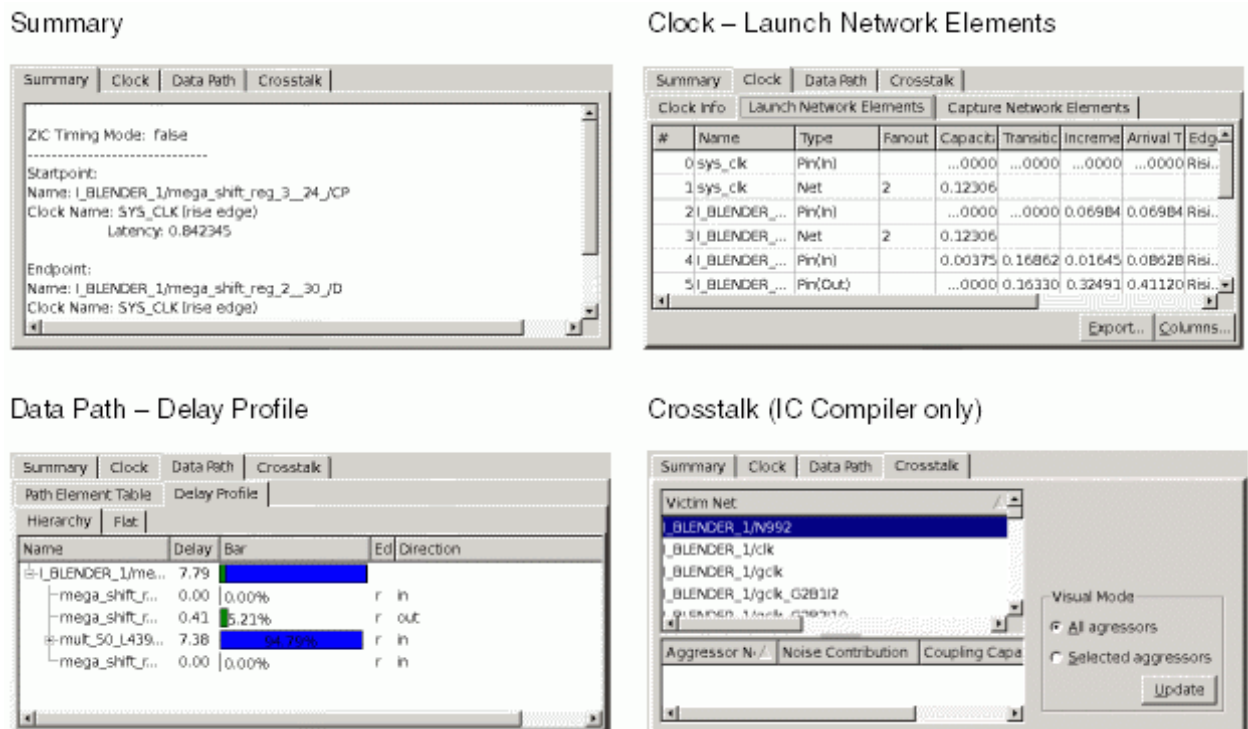 Summary
Clock – Launch Network Elements
Summary Clock Data Path Crosstalk
ZIC Timing Mode: false
------------------------------
Startpoint:
Name: I_BLENDER_1/mega_shift_reg_3__24_/CP
Clock Name: SYS_CLK (rise edge)
Latency: 0.842345
Endpoint:
Name: I_BLENDER_1/mega_shift_reg_2__30_/D
Clock Name: SYS_CLK (rise edge)
Summary Clock Data Path Crosstalk
Clock Info Launch Network Elements Capture Network Elements
# Name Type Fanout Capaciti Transitic Increme Arrival T Edg
0 sys_clk Pin(In) ...0000 ...0000 ...0000 ...0000 Risi..
1 sys_clk Net 2 0.12306
2 I_BLENDER_... Pin(In) ...0000 ...0000 0.06984 0.06984 Risi..
3 I_BLENDER_... Net 2 0.12306
4 I_BLENDER_... Pin(In) 0.00375 0.16862 0.01645 0.08628 Risi..
5 I_BLENDER_... Pin(Out) ...0000 0.16330 0.32491 0.41120 Risi..
Export... Columns...
Data Path – Delay Profile
Crosstalk (IC Compiler only)
Summary Clock Data Path Crosstalk
Path Element Table Delay Profile
Hierarchy Flat
Name Delay Bar Ed Direction
I_BLENDER_1/me... 7.79
mega_shift_r... 0.00 0.00% r in
mega_shift_r... 0.41 5.21% r out
mult_50_L439... 7.38 94.79% r in
mega_shift_r... 0.00 0.00% r in
Summary Clock Data Path Crosstalk
Victim Net
I_BLENDER_1/N992
I_BLENDER_1/clk
I_BLENDER_1/gclk
I_BLENDER_1/gclk_G2B1I2
Aggressor N Noise Contribution Coupling Capa
Visual Mode
All agressors
Selected aggressors
Update